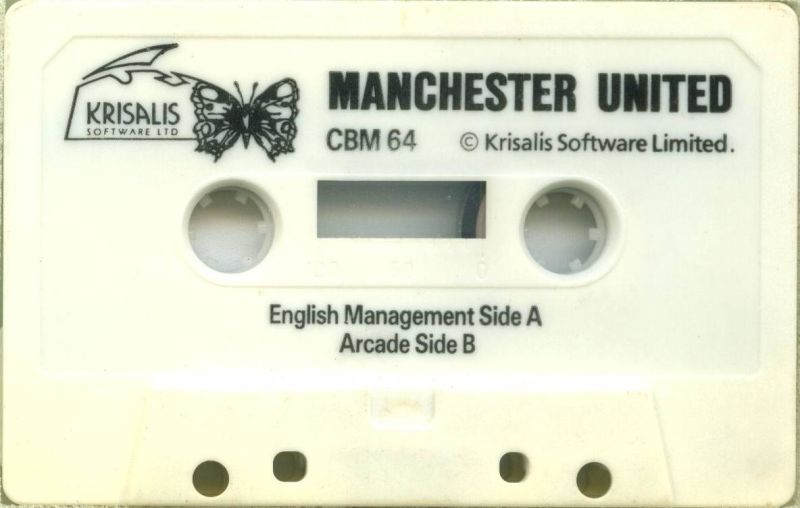 KRISALIS
SOFTWARE LTD
MANCHESTER UNITED
CBM 64 © Krisalis Software Limited.
100 50 0
English Management Side A
Arcade Side B